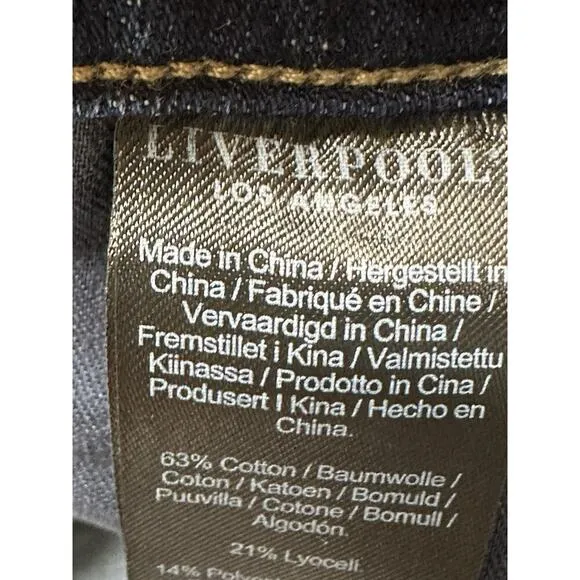 LIVERPOOL
LOS ANGELES
Made in China / Hergestellt in
China / Fabriqué en Chine /
Vervaardigd in China /
Fremstillet i Kina / Valmistettu
Kiinassa / Prodotto in Cina /
Produsert I Kina / Hecho en
China.
63% Cotton / Baumwolle /
Coton / Katoen / Bomuld /
Puuvilla / Cotone / Bomull /
Algodón.
21% Lyocell.
14%